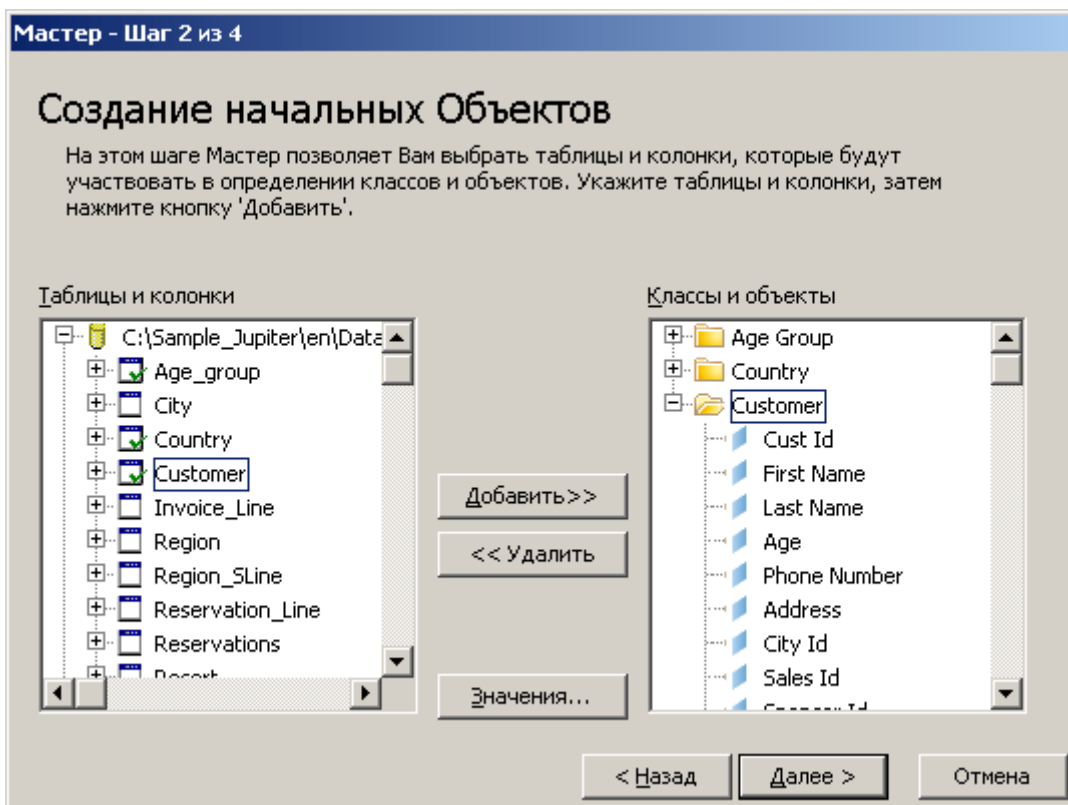 Мастер - Шаг 2 из 4
Создание начальных Объектов
На этом шаге Мастер позволяет Вам выбрать таблицы и колонки, которые будут
участвовать в определении классов и объектов. Укажите таблицы и колонки, затем
нажмите кнопку 'Добавить'.
Таблицы и колонки
C:\Sample_Jupiter\en\Data
Age_group
City
Country
Customer
Invoice_Line
Region
Region_SLine
Reservation_Line
Reservations
Добавить>>
<< Удалить
Значения...
Классы и объекты
Age Group
Country
Customer
Cust Id
First Name
Last Name
Age
Phone Number
Address
City Id
Sales Id
< Назад
Далее >
Отмена